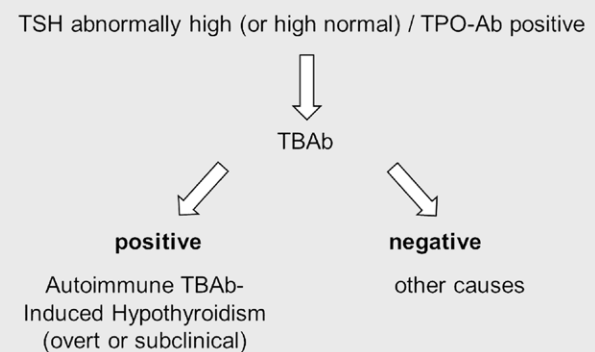 TSH abnormally high (or high normal) / TPO-Ab positive
TBAb
positive
negative
Autoimmune TBAb-
Induced Hypothyroidism
(overt or subclinical)
other causes